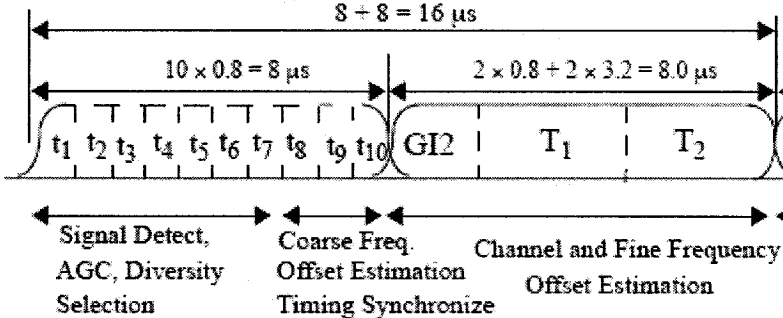 8 + 8 = 16 μs
10 × 0.8 = 8 μs
2 × 0.8 + 2 × 3.2 = 8.0 μs
t1 t2 t3 t4 t5 t6 t7 t8 t9 t10 GI2 T1 T2
Signal Detect,
AGC, Diversity
Selection
Coarse Freq.
Offset Estimation
Timing Synchronize
Channel and Fine Frequency
Offset Estimation